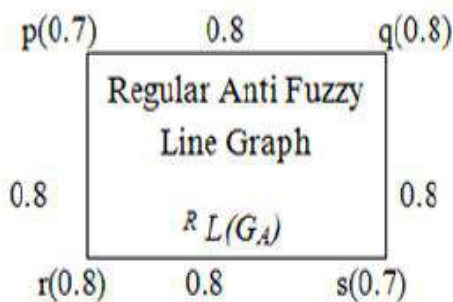 p(0.7) 0.8 q(0.8)
Regular Anti Fuzzy
Line Graph
0.8 0.8
R L(GA)
r(0.8) 0.8 s(0.7)